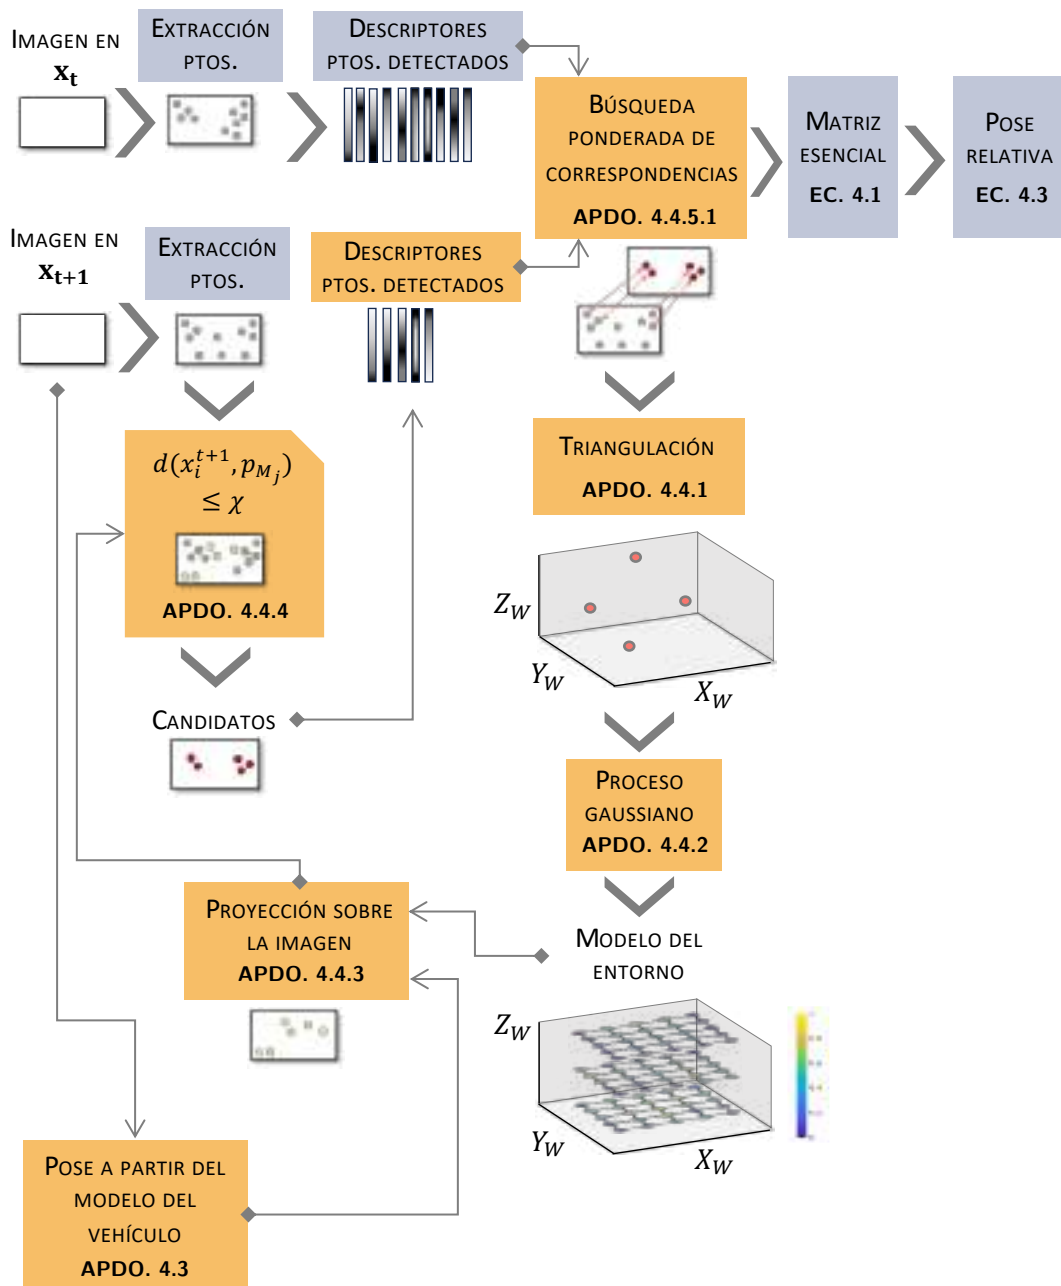 IMAGEN EN
x_t
EXTRACCIÓN
PTOS.
DESCRIPTORES
PTOS. DETECTADOS
BÚSQUEDA
PONDERADA DE
CORRESPONDENCIAS
APDO. 4.4.5.1
MATRIZ
ESENCIAL
EC. 4.1
POSE
RELATIVA
EC. 4.3
IMAGEN EN
x_{t+1}
EXTRACCIÓN
PTOS.
DESCRIPTORES
PTOS. DETECTADOS
d(x_i^{t+1}, p_{M_j})
≤ χ
APDO. 4.4.4
TRIANGULACIÓN
APDO. 4.4.1
Z_W
Y_W
X_W
CANDIDATOS
PROCESO
GAUSSIANO
APDO. 4.4.2
PROYECCIÓN SOBRE
LA IMAGEN
APDO. 4.4.3
MODELO DEL
ENTORNO
Z_W
Y_W
X_W
POSE A PARTIR DEL
MODELO DEL
VEHÍCULO
APDO. 4.3